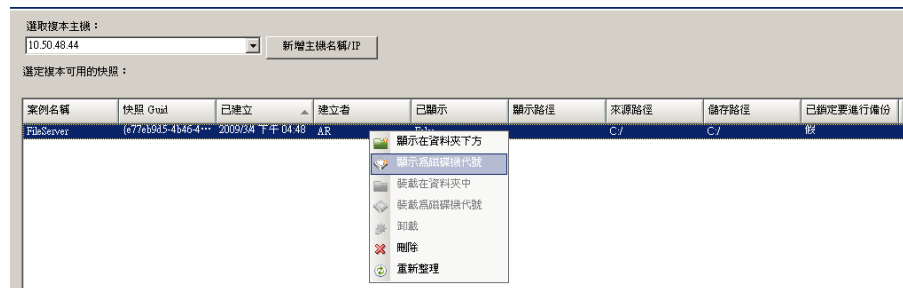 選取複本主機：
10.50.48.44
新增主機名稱/IP
選定複本可用的快照：
案例名稱 快照 Guid 已建立 建立者 已顯示 顯示路徑 來源路徑 儲存路徑 已鎖定要進行備份
FileServer {e77eb9d5-4b46-4… 2009/3/4 下午 04:48 AR C:/ C:/ 假
顯示在資料夾下方
顯示為磁碟機代號
裝載在資料夾中
裝載為磁碟機代號
卸載
刪除
重新整理